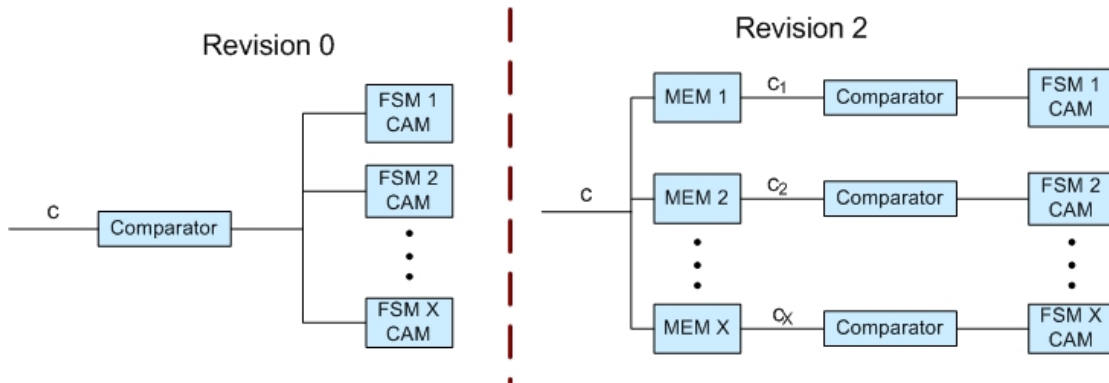 Revision 0
FSM 1
CAM
FSM 2
CAM
c
Comparator
FSM X
CAM
Revision 2
MEM 1
c1
Comparator
FSM 1
CAM
c
MEM 2
c2
Comparator
FSM 2
CAM
MEM X
cX
Comparator
FSM X
CAM